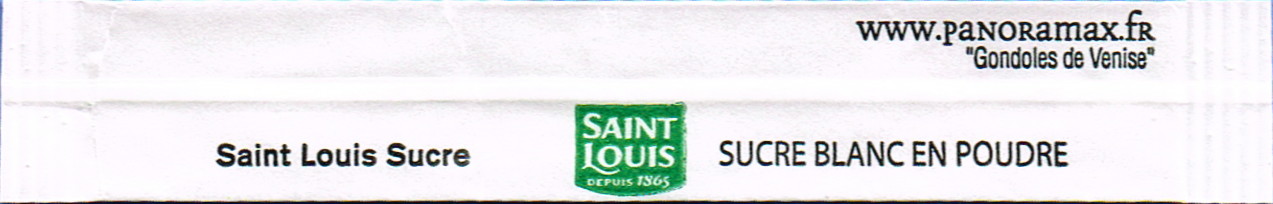 www.panoramax.fr
"Gondoles de Venise"
Saint Louis Sucre
SAINT
LOUIS
DEPUIS 1865
SUCRE BLANC EN POUDRE